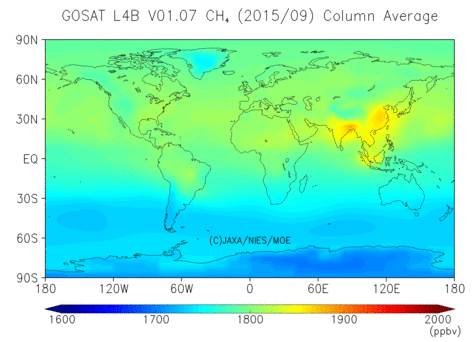 GOSAT L4B V01.07 CH₄ (2015/09) Column Average
90N
60N
30N
EQ
30S
60S
90S
(C)JAXA/NIES/MOE
180 120W 60W 0 60E 120E 180
1600 1700 1800 1900 2000
(ppbv)